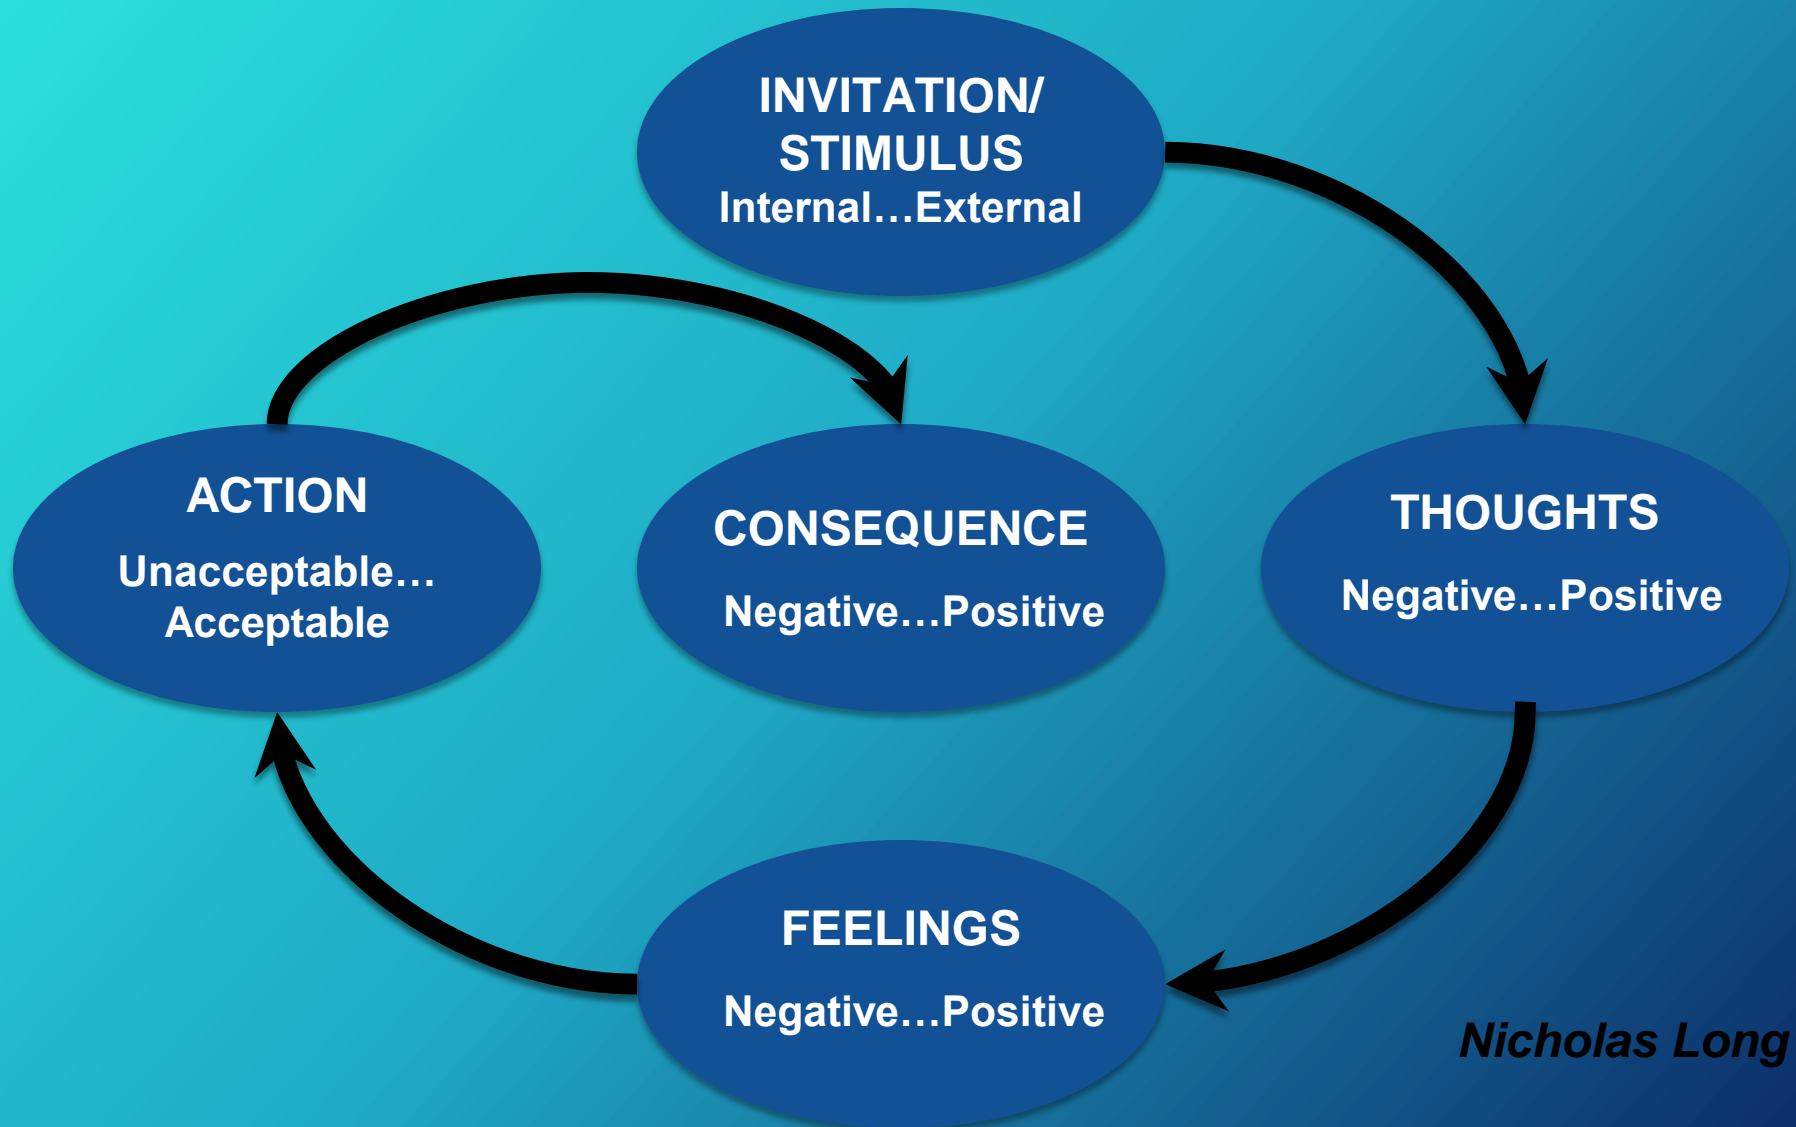 INVITATION/
STIMULUS
Internal…External
ACTION
Unacceptable…
Acceptable
CONSEQUENCE
Negative…Positive
THOUGHTS
Negative…Positive
FEELINGS
Negative…Positive
Nicholas Long